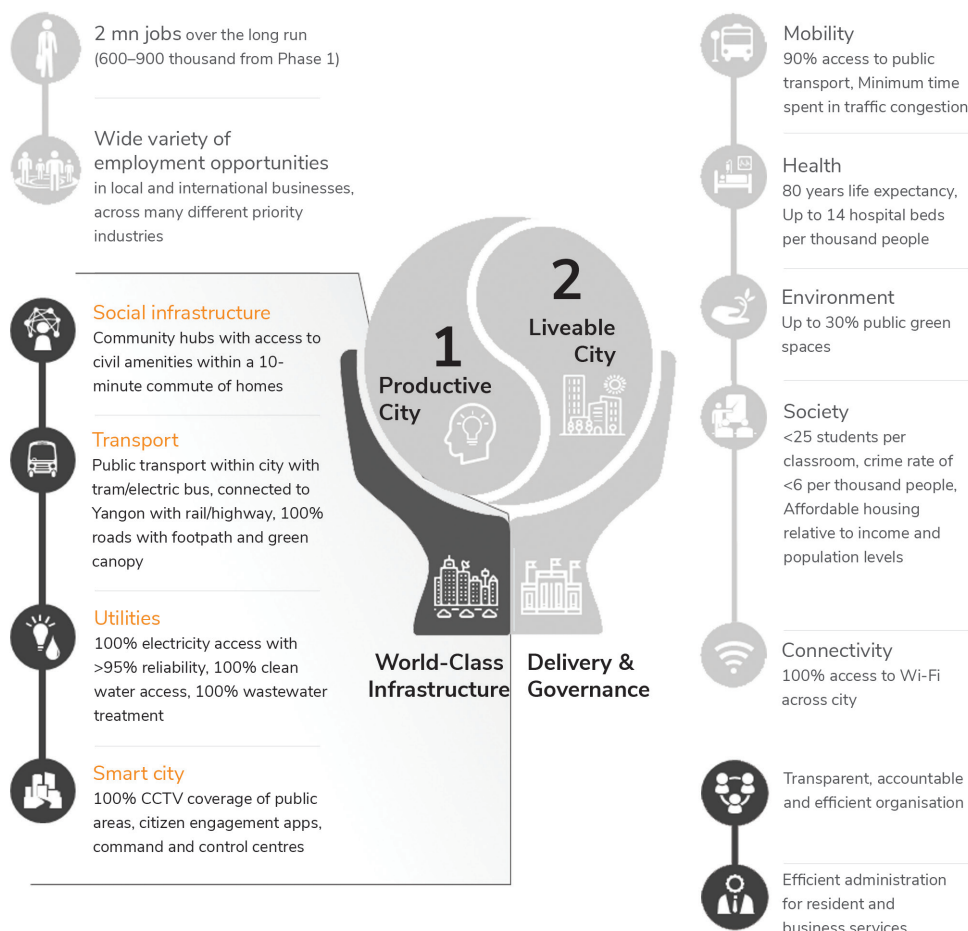 2 mn jobs over the long run
(600–900 thousand from Phase 1)
Wide variety of
employment opportunities
in local and international businesses,
across many different priority
industries
Social infrastructure
Community hubs with access to
civil amenities within a 10-
minute commute of homes
Transport
Public transport within city with
tram/electric bus, connected to
Yangon with rail/highway, 100%
roads with footpath and green
canopy
Utilities
100% electricity access with
>95% reliability, 100% clean
water access, 100% wastewater
treatment
Smart city
100% CCTV coverage of public
areas, citizen engagement apps,
command and control centres
1
Productive
City
2
Liveable
City
World-Class
Infrastructure
Delivery &
Governance
Mobility
90% access to public
transport, Minimum time
spent in traffic congestion
Health
80 years life expectancy,
Up to 14 hospital beds
per thousand people
Environment
Up to 30% public green
spaces
Society
<25 students per
classroom, crime rate of
<6 per thousand people,
Affordable housing
relative to income and
population levels
Connectivity
100% access to Wi-Fi
across city
Transparent, accountable
and efficient organisation
Efficient administration
for resident and
business services